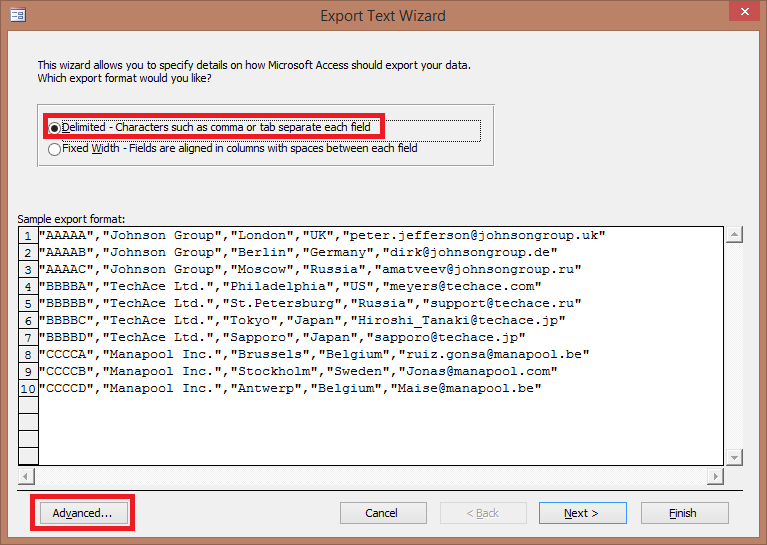 Export Text Wizard
This wizard allows you to specify details on how Microsoft Access should export your data.
Which export format would you like?
Delimited - Characters such as comma or tab separate each field
Fixed Width - Fields are aligned in columns with spaces between each field
Sample export format:
1 "AAAAA","Johnson Group","London","UK","peter.jefferson@johnsongroup.uk"
2 "AAAAB","Johnson Group","Berlin","Germany","dirk@johnsongroup.de"
3 "AAAAC","Johnson Group","Moscow","Russia","amatveev@johnsongroup.ru"
4 "BBBBA","TechAce Ltd.","Philadelphia","US","meyers@techace.com"
5 "BBBBB","TechAce Ltd.","St.Petersburg","Russia","support@techace.ru"
6 "BBBBC","TechAce Ltd.","Tokyo","Japan","Hiroshi_Tanaki@techace.jp"
7 "BBBBD","TechAce Ltd.","Sapporo","Japan","sapporo@techace.jp"
8 "CCCCA","Manapool Inc.","Brussels","Belgium","ruiz.gonsa@manapool.be"
9 "CCCCB","Manapool Inc.","Stockholm","Sweden","Jonas@manapool.com"
10 "CCCCD","Manapool Inc.","Antwerp","Belgium","Maise@manapool.be"
Advanced... Cancel < Back Next > Finish